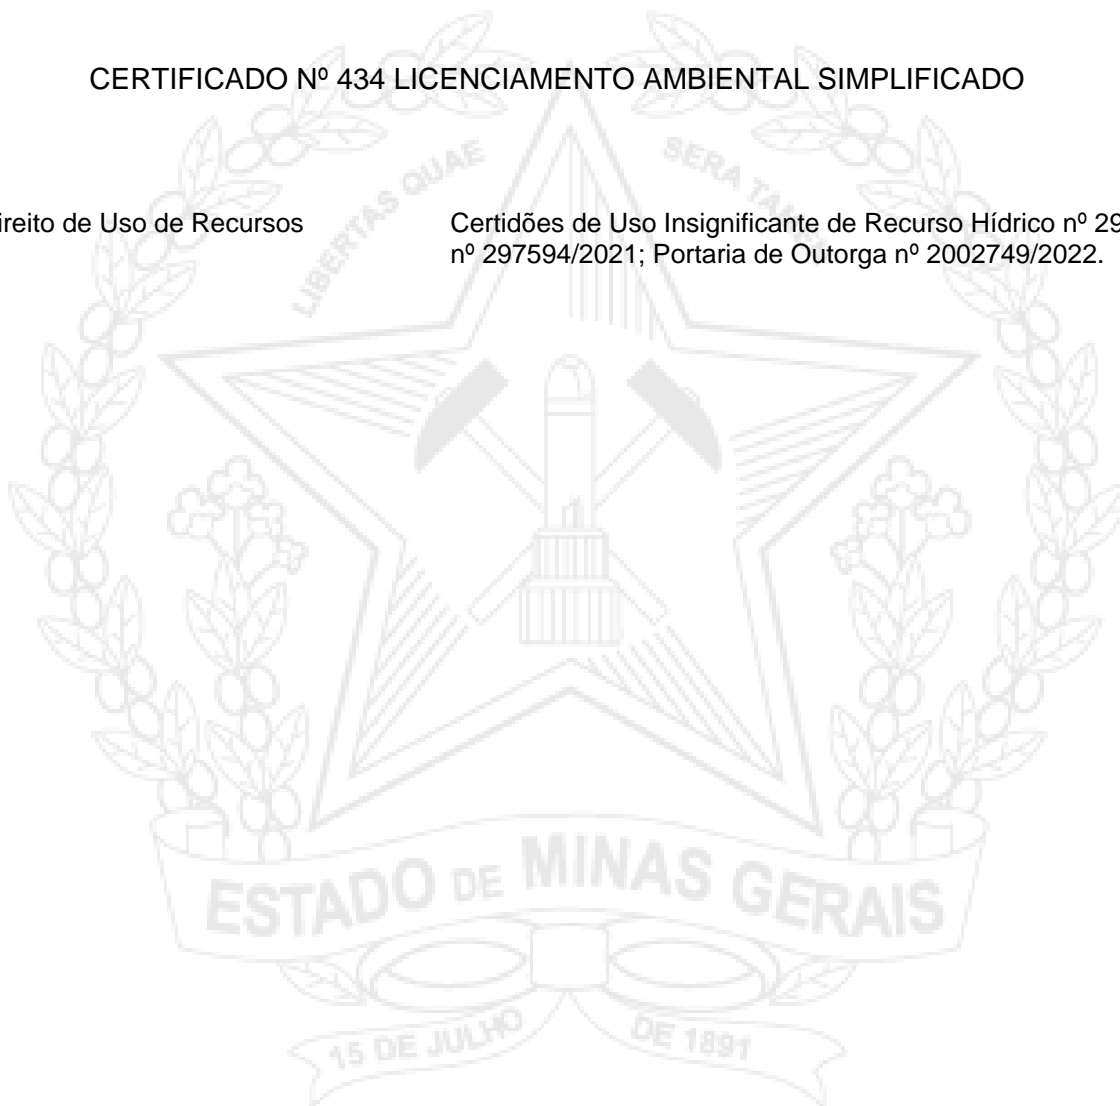 CERTIFICADO Nº 434 LICENCIAMENTO AMBIENTAL SIMPLIFICADO
LIBERTAS QUAE SERA
ireito de Uso de Recursos
Certidões de Uso Insignificante de Recurso Hídrico nº 29
nº 297594/2021; Portaria de Outorga nº 2002749/2022.
ESTADO DE MINAS GERAIS
15 DE JULHO DE 1891